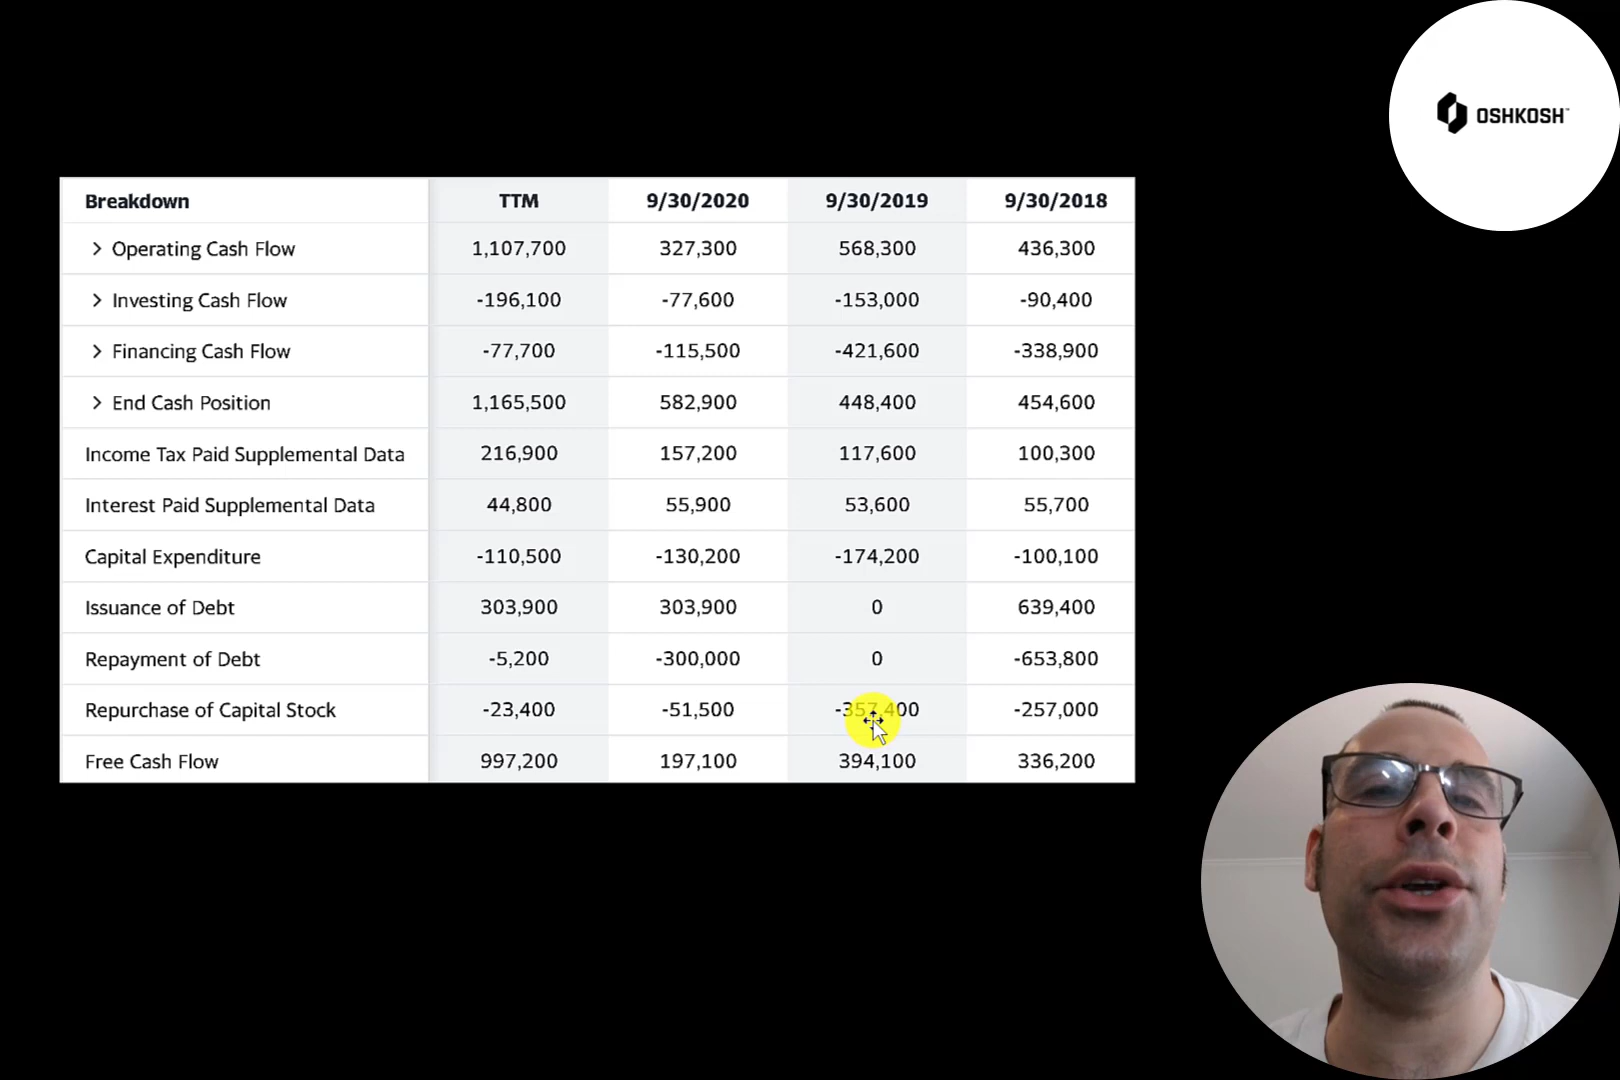 OSHKOSH™
Breakdown TTM 9/30/2020 9/30/2019 9/30/2018
Operating Cash Flow 1,107,700 327,300 568,300 436,300
Investing Cash Flow -196,100 -77,600 -153,000 -90,400
Financing Cash Flow -77,700 -115,500 -421,600 -338,900
End Cash Position 1,165,500 582,900 448,400 454,600
Income Tax Paid Supplemental Data 216,900 157,200 117,600 100,300
Interest Paid Supplemental Data 44,800 55,900 53,600 55,700
Capital Expenditure -110,500 -130,200 -174,200 -100,100
Issuance of Debt 303,900 303,900 0 639,400
Repayment of Debt -5,200 -300,000 0 -653,800
Repurchase of Capital Stock -23,400 -51,500 -357,400 -257,000
Free Cash Flow 997,200 197,100 394,100 336,200